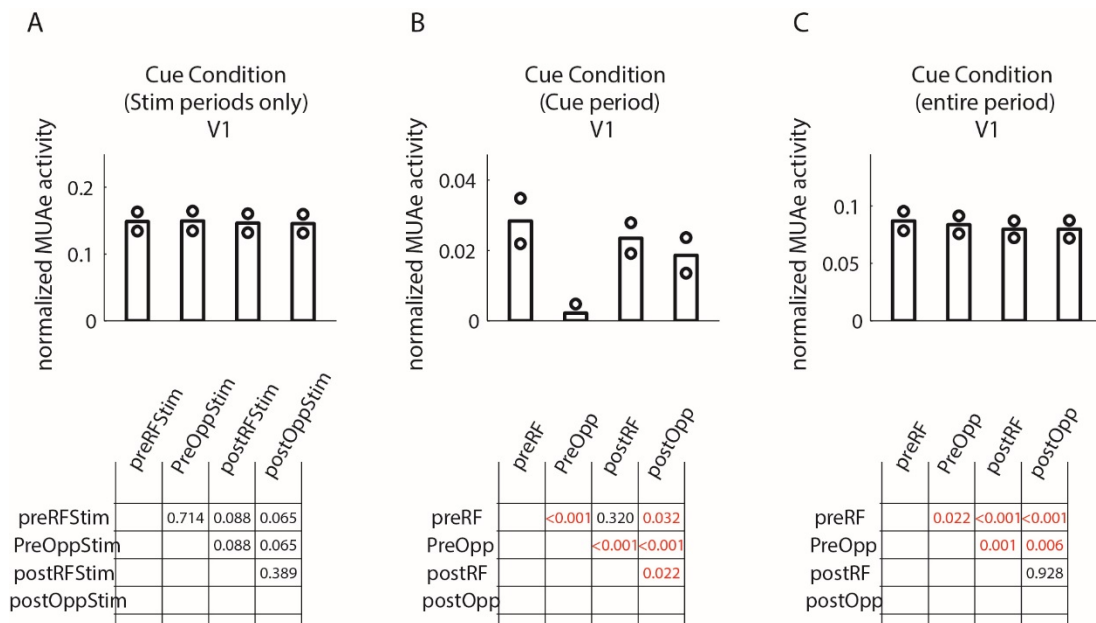 A
Cue Condition
(Stim periods only)
V1
normalized MUAe activity
0.2
0.1
0
preRFStim
PreOppStim
postRFStim
postOppStim
preRFStim 0.714 0.088 0.065
PreOppStim 0.088 0.065
postRFStim 0.389
postOppStim
B
Cue Condition
(Cue period)
V1
normalized MUAe activity
0.04
0.02
0
preRF
PreOpp
postRF
postOpp
preRF <0.001 0.320 0.032
PreOpp <0.001 <0.001
postRF 0.022
postOpp
C
Cue Condition
(entire period)
V1
normalized MUAe activity
0.1
0.05
0
preRF
PreOpp
postRF
postOpp
preRF 0.022 <0.001 <0.001
PreOpp 0.001 0.006
postRF 0.928
postOpp